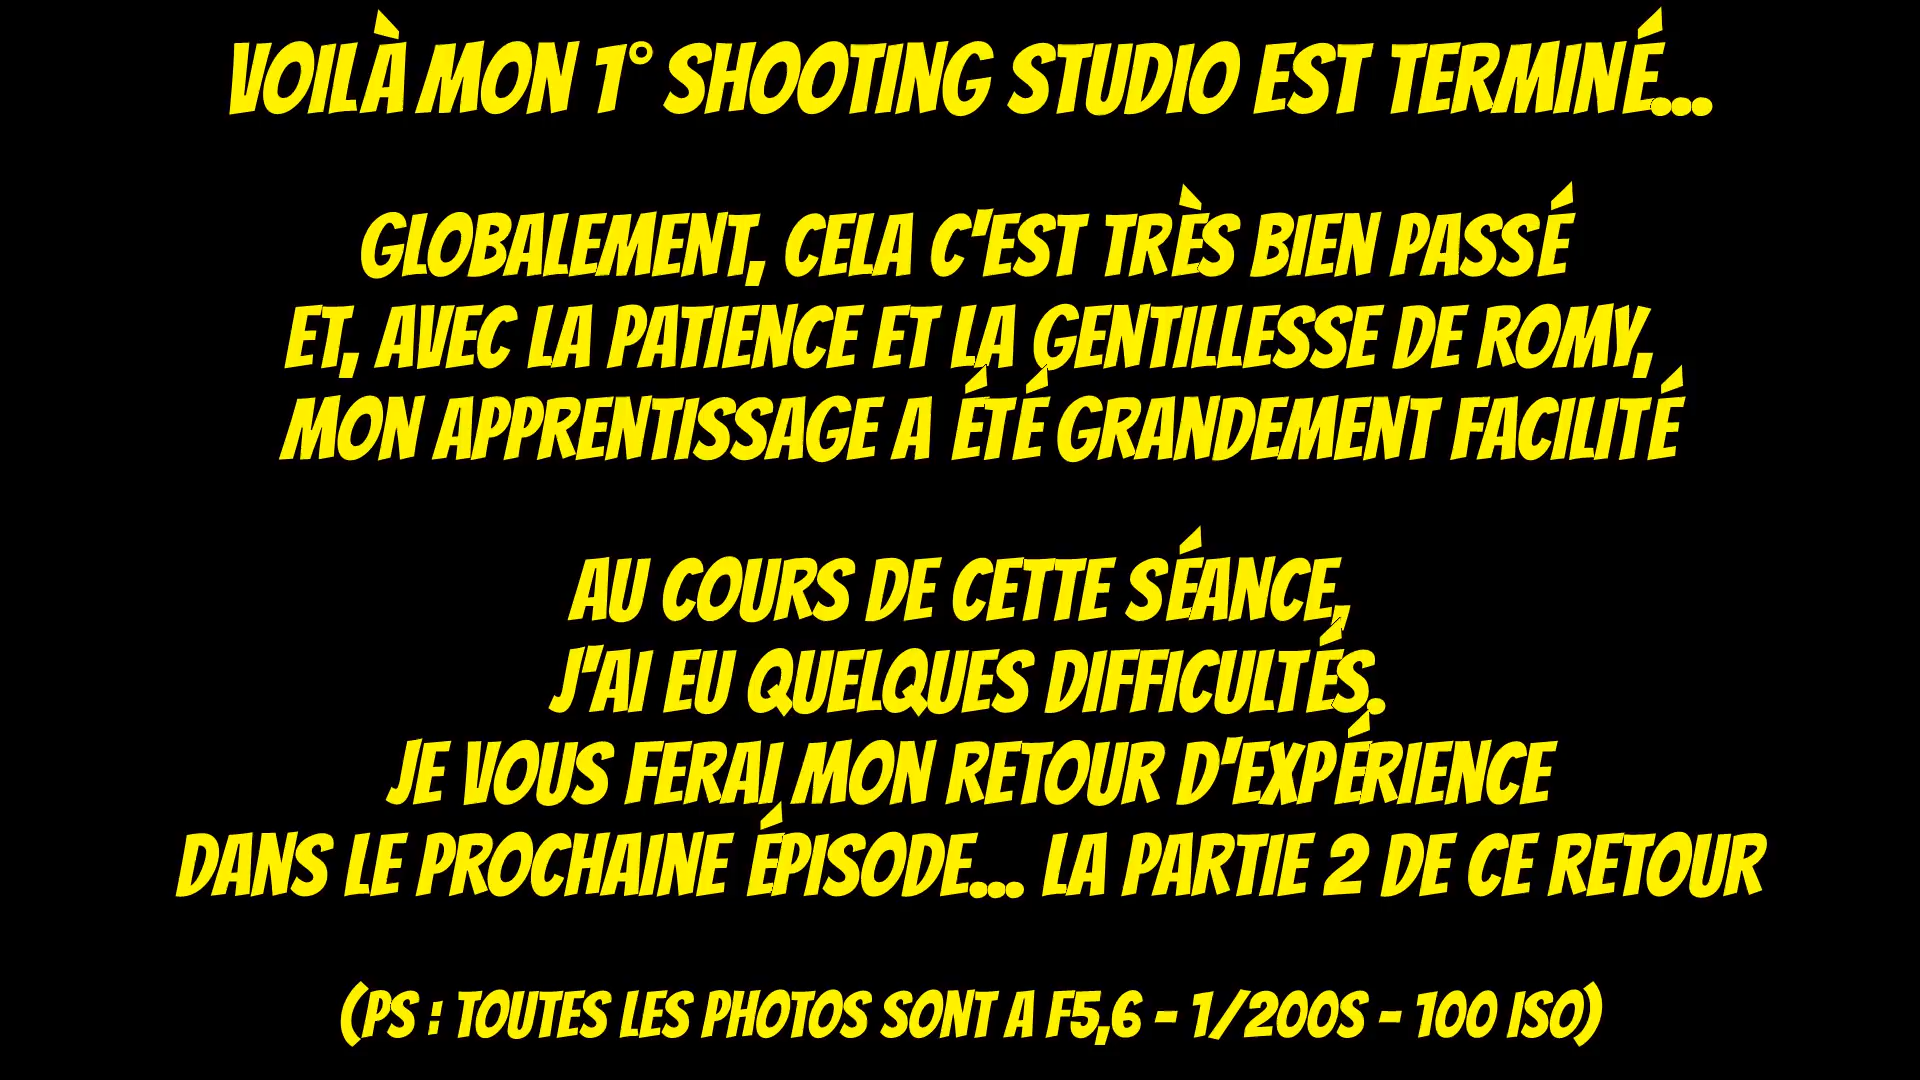 VOILÀ MON 1° SHOOTING STUDIO EST TERMINÉ...
GLOBALEMENT, CELA C'EST TRÈS BIEN PASSÉ
ET, AVEC LA PATIENCE ET LA GENTILLESSE DE ROMY,
MON APPRENTISSAGE A ÉTÉ GRANDEMENT FACILITÉ
AU COURS DE CETTE SÉANCE,
J'AI EU QUELQUES DIFFICULTÉS.
JE VOUS FERAI MON RETOUR D'EXPÉRIENCE
DANS LE PROCHAINE ÉPISODE... LA PARTIE 2 DE CE RETOUR
(PS : TOUTES LES PHOTOS SONT A F5,6 - 1/200S - 100 ISO)